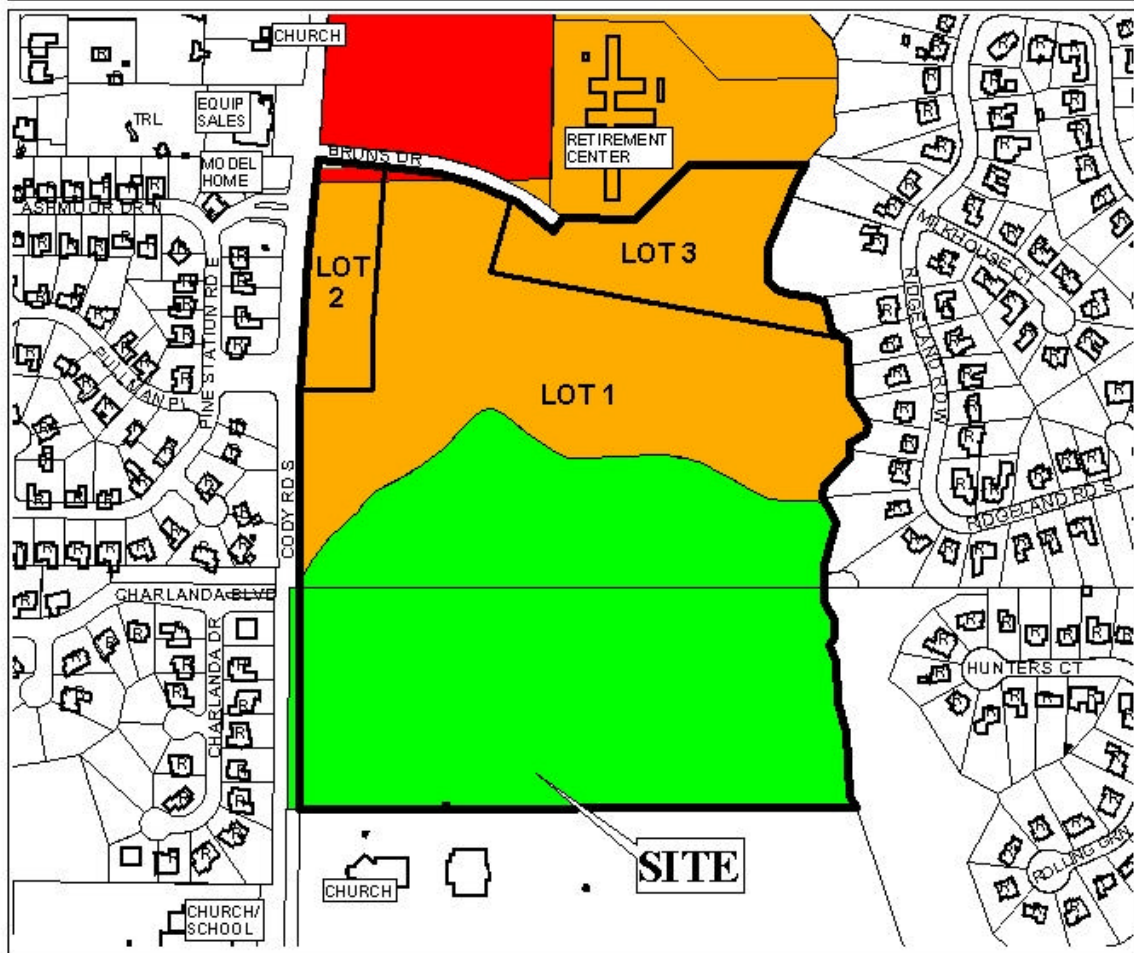 CHURCH
EQUIP
SALES
TRL
MODEL
HOME
BRUNS DR
RETIREMENT
CENTER
ASHMOOR DR N
PINE STATION RD E
PULLMAN PL
MILKHOUSE CT
RIDGELAND RD W
LOT
2
LOT 3
LOT 1
CODY RD S
RIDGELAND RD S
CHARLANDA BLVD
CHARLANDA DR
HUNTERS CT
SITE
ROLLING GRN
CHURCH
CHURCH/
SCHOOL